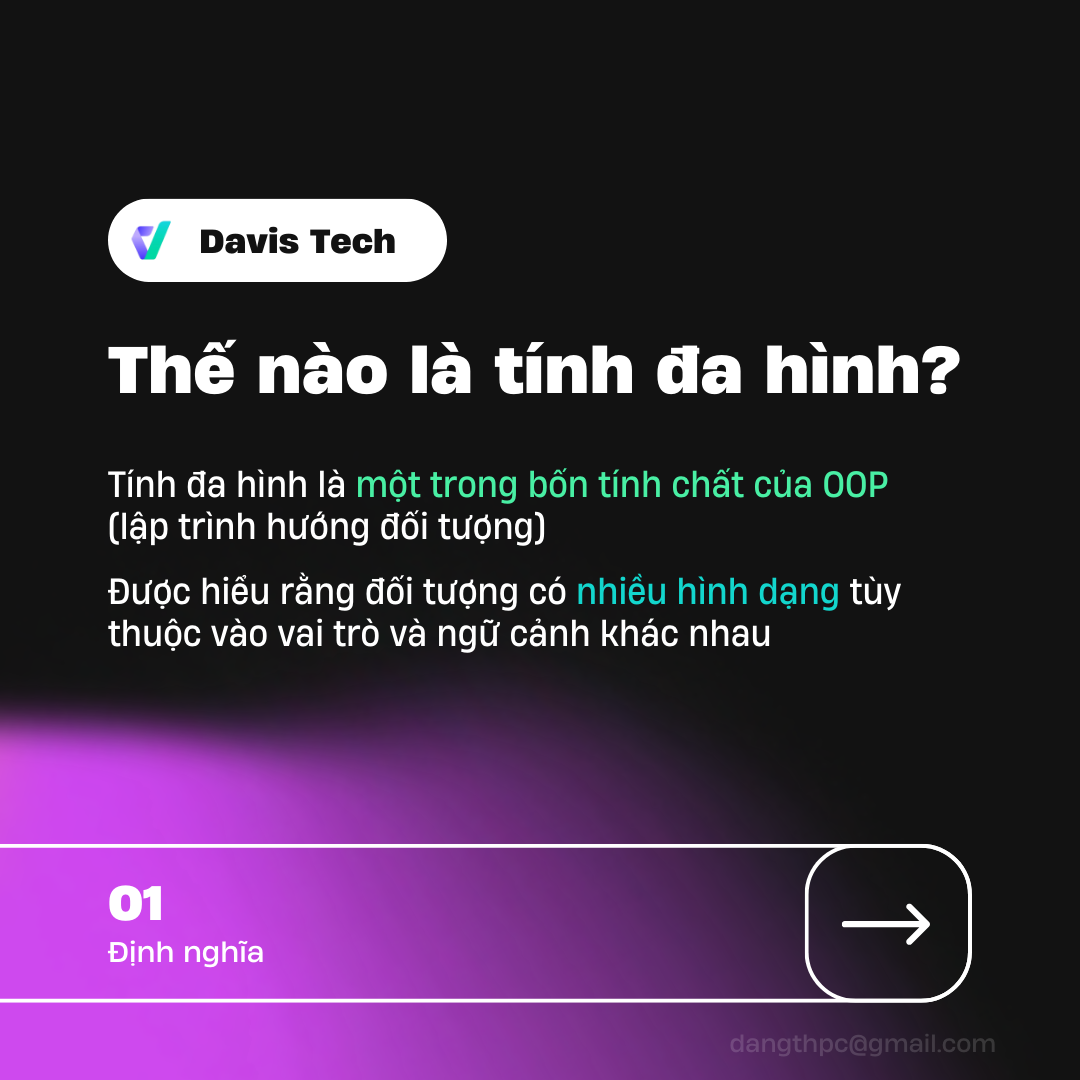 Davis Tech
Thế nào là tính đa hình?
Tính đa hình là một trong bốn tính chất của OOP
(lập trình hướng đối tượng)
Được hiểu rằng đối tượng có nhiều hình dạng tùy
thuộc vào vai trò và ngữ cảnh khác nhau
01
Định nghĩa
dangthpc@gmail.com